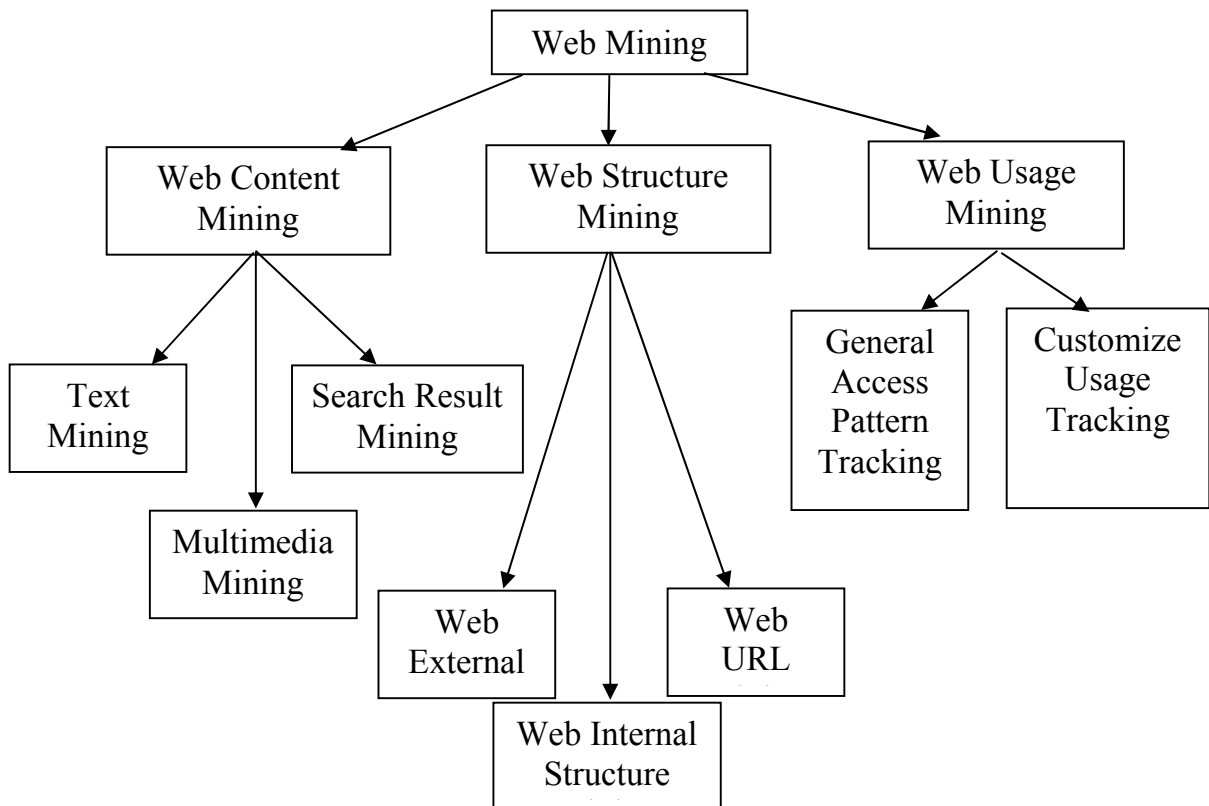 Web Mining
Web Content
Mining
Web Structure
Mining
Web Usage
Mining
Text
Mining
Multimedia
Mining
Search Result
Mining
Web
External
Web Internal
Structure
Web
URL
General
Access
Pattern
Tracking
Customize
Usage
Tracking